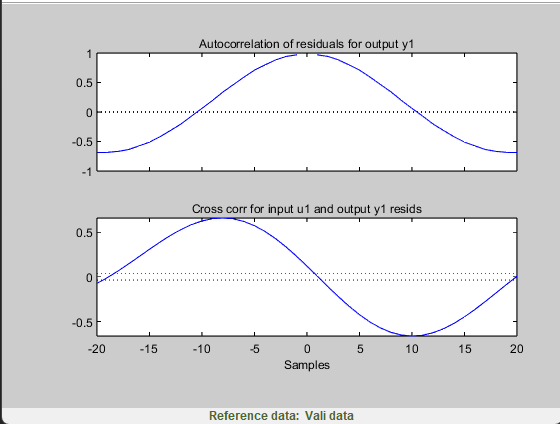 Autocorrelation of residuals for output y1
1
0.5
0
-0.5
-1
Cross corr for input u1 and output y1 resids
0.5
0
-0.5
-20 -15 -10 -5 0 5 10 15 20
Samples
Reference data: Vali data